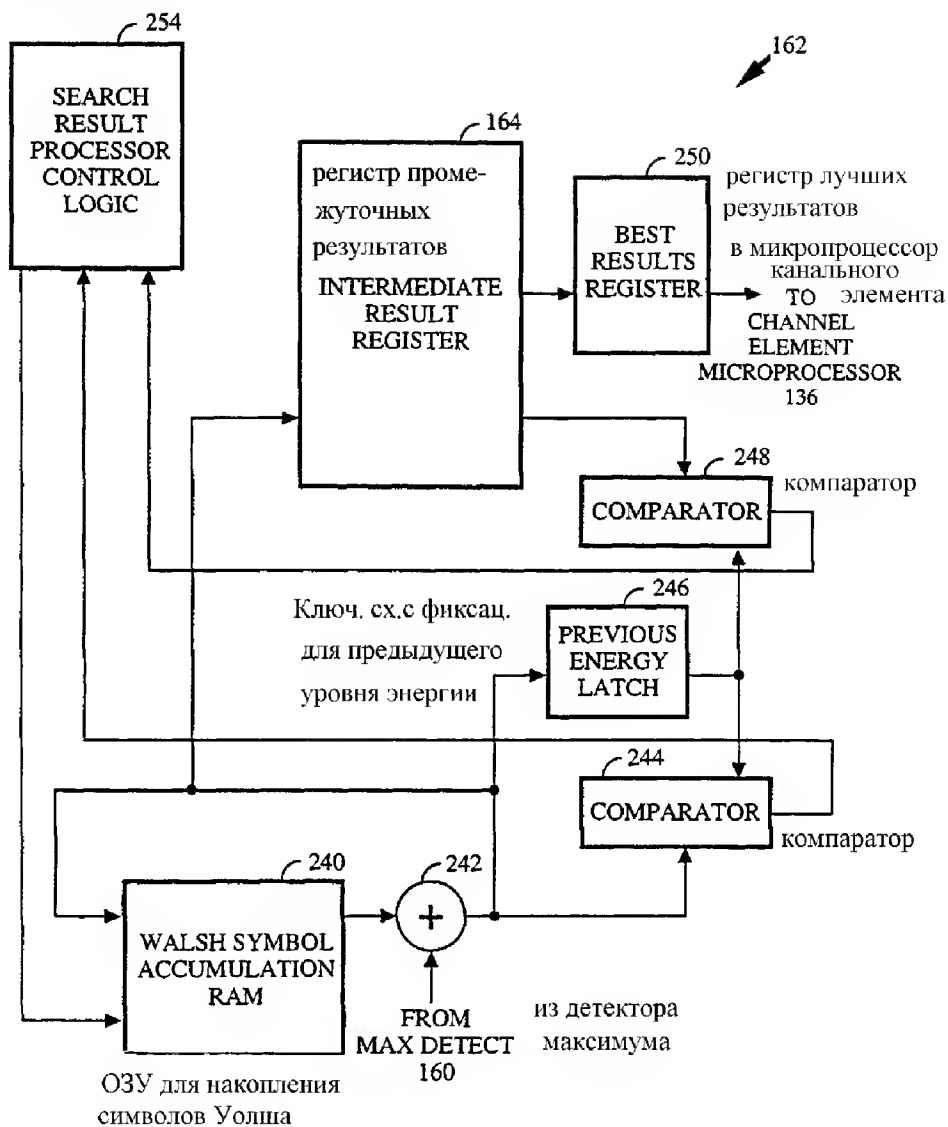 254
162
SEARCH
RESULT
PROCESSOR
CONTROL
LOGIC
164
регистр проме-
жуточных
результатов
INTERMEDIATE
RESULT
REGISTER
250
BEST
RESULTS
REGISTER
регистр лучших
результатов
в микропроцессор
канального
элемента
TO
CHANNEL
ELEMENT
MICROPROCESSOR
136
248
COMPARATOR
компаратор
246
Ключ. сх.с фиксац.
для предыдущего
уровня энергии
PREVIOUS
ENERGY
LATCH
244
COMPARATOR
компаратор
240
242
WALSH SYMBOL
ACCUMULATION
RAM
+
FROM
MAX DETECT
160
из детектора
максимума
ОЗУ для накопления
символов Уолша